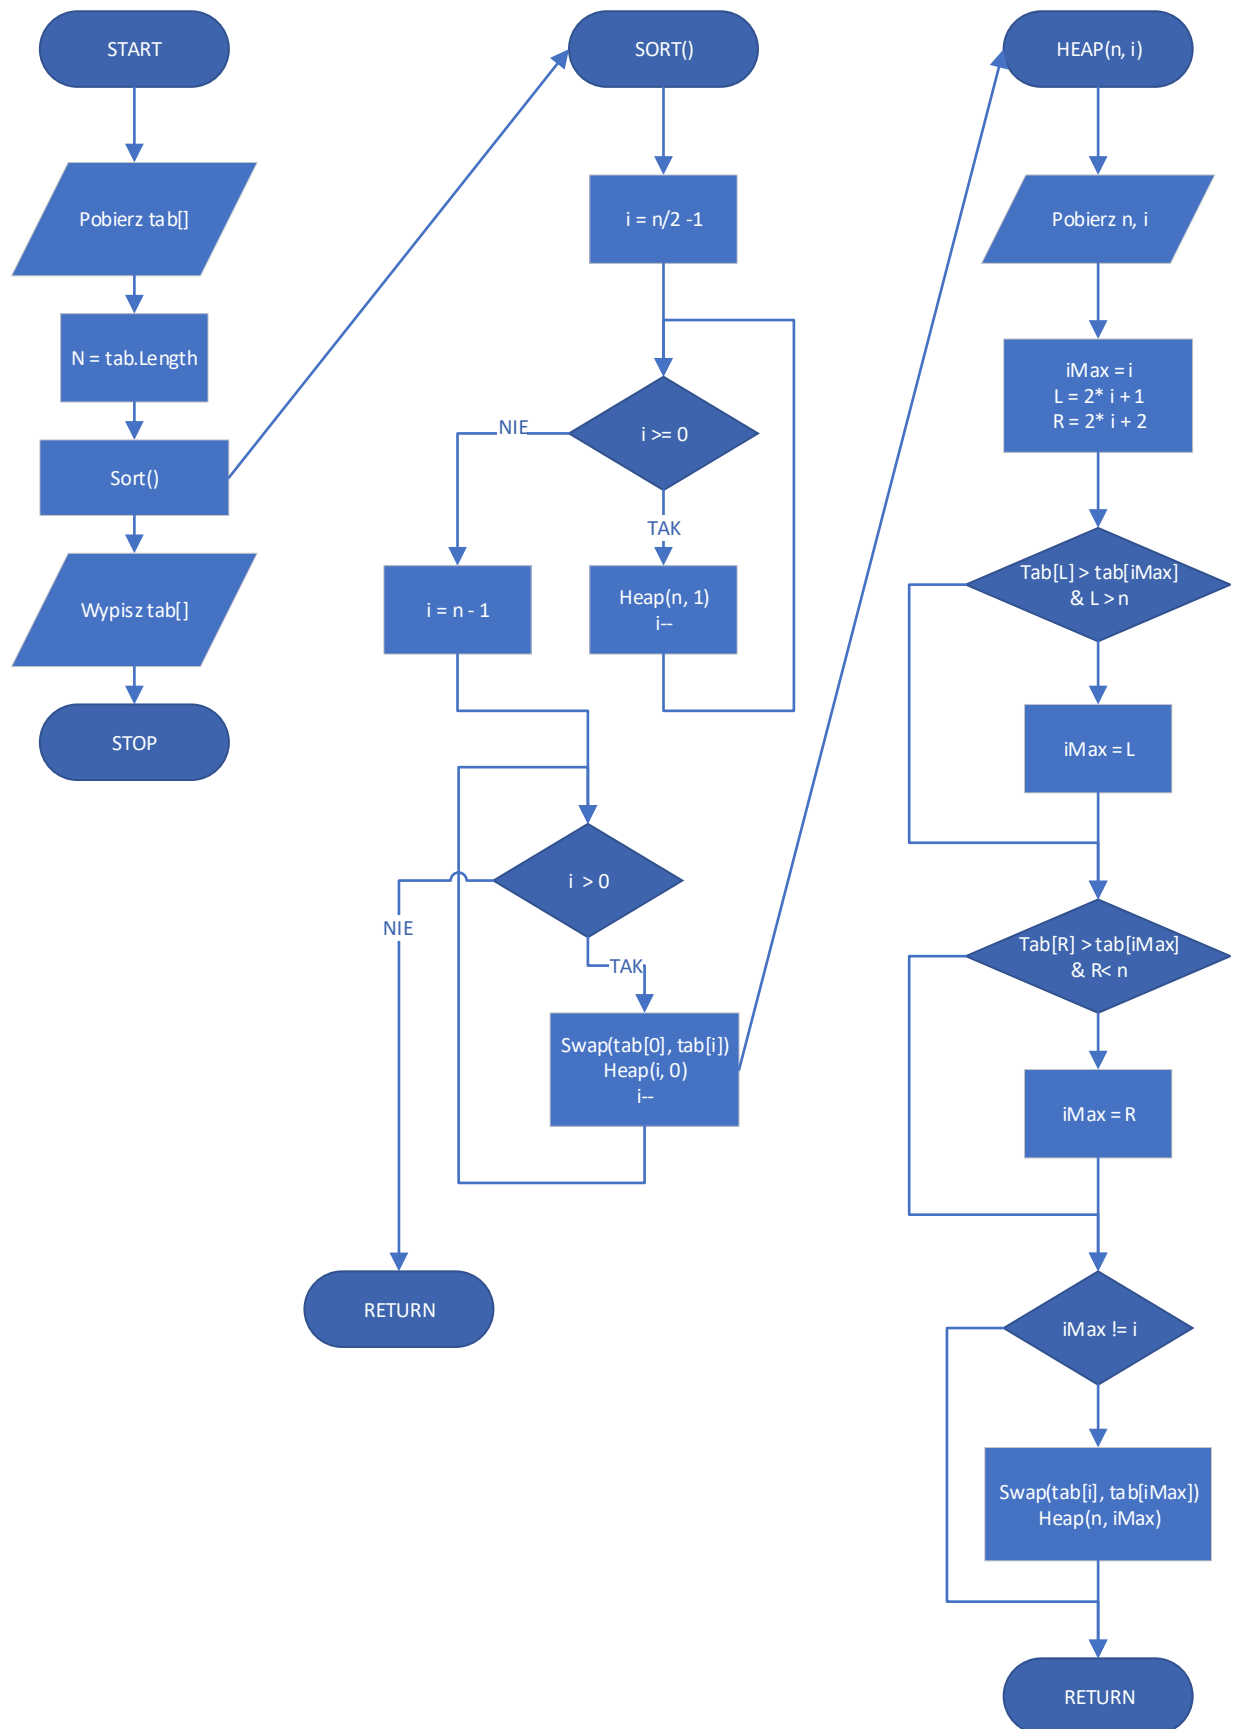 START
Pobierz tab[]
N = tab.Length
Sort()
Wypisz tab[]
STOP
SORT()
i = n/2 -1
i >= 0
NIE
TAK
i = n - 1
Heap(n, 1)
i--
i > 0
NIE
TAK
Swap(tab[0], tab[i])
Heap(i, 0)
i--
RETURN
HEAP(n, i)
Pobierz n, i
iMax = i
L = 2* i + 1
R = 2* i + 2
Tab[L] > tab[iMax]
& L > n
iMax = L
Tab[R] > tab[iMax]
& R< n
iMax = R
iMax != i
Swap(tab[i], tab[iMax])
Heap(n, iMax)
RETURN